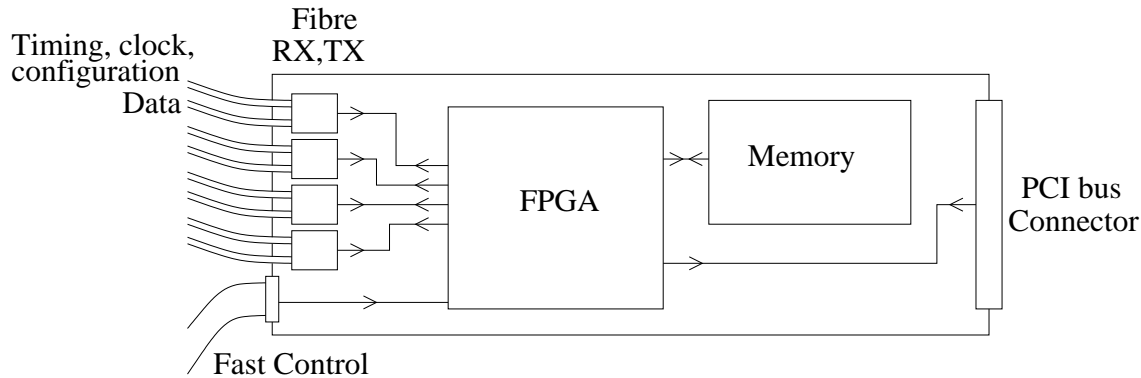 Fibre
RX,TX
Timing, clock,
configuration
Data
FPGA
Memory
PCI bus
Connector
Fast Control